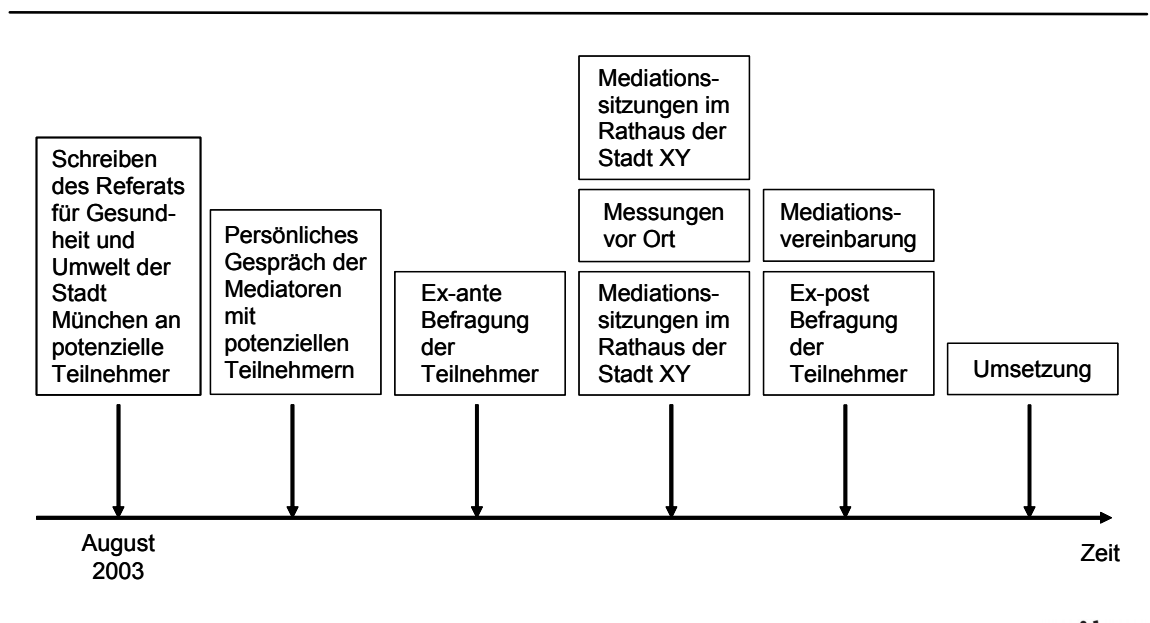 Schreiben
des Referats
für Gesund-
heit und
Umwelt der
Stadt
München an
potenzielle
Teilnehmer
Persönliches
Gespräch der
Mediatoren
mit
potenziellen
Teilnehmern
Ex-ante
Befragung
der
Teilnehmer
Mediations-
sitzungen im
Rathaus der
Stadt XY
Messungen
vor Ort
Mediations-
sitzungen im
Rathaus der
Stadt XY
Mediations-
vereinbarung
Ex-post
Befragung
der
Teilnehmer
Umsetzung
August
2003
Zeit